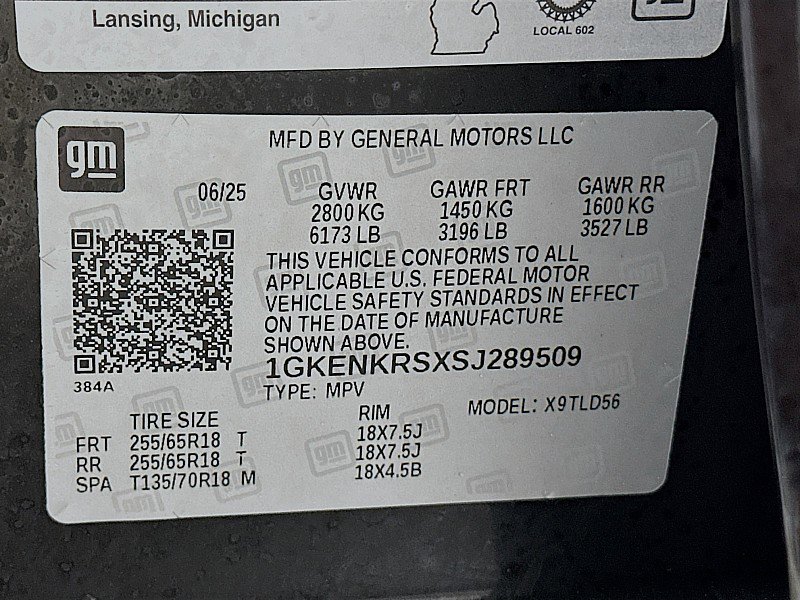 Lansing, Michigan
LOCAL 602
gm
MFD BY GENERAL MOTORS LLC
06/25 GVWR GAWR FRT GAWR RR
2800 KG 1450 KG 1600 KG
6173 LB 3196 LB 3527 LB
THIS VEHICLE CONFORMS TO ALL
APPLICABLE U.S. FEDERAL MOTOR
VEHICLE SAFETY STANDARDS IN EFFECT
ON THE DATE OF MANUFACTURE
SHOWN ABOVE.
1GKENKRSXSJ289509
384A
TYPE: MPV
MODEL: X9TLD56
TIRE SIZE RIM
FRT 255/65R18 T 18X7.5J
RR 255/65R18 T 18X7.5J
SPA T135/70R18 M 18X4.5B